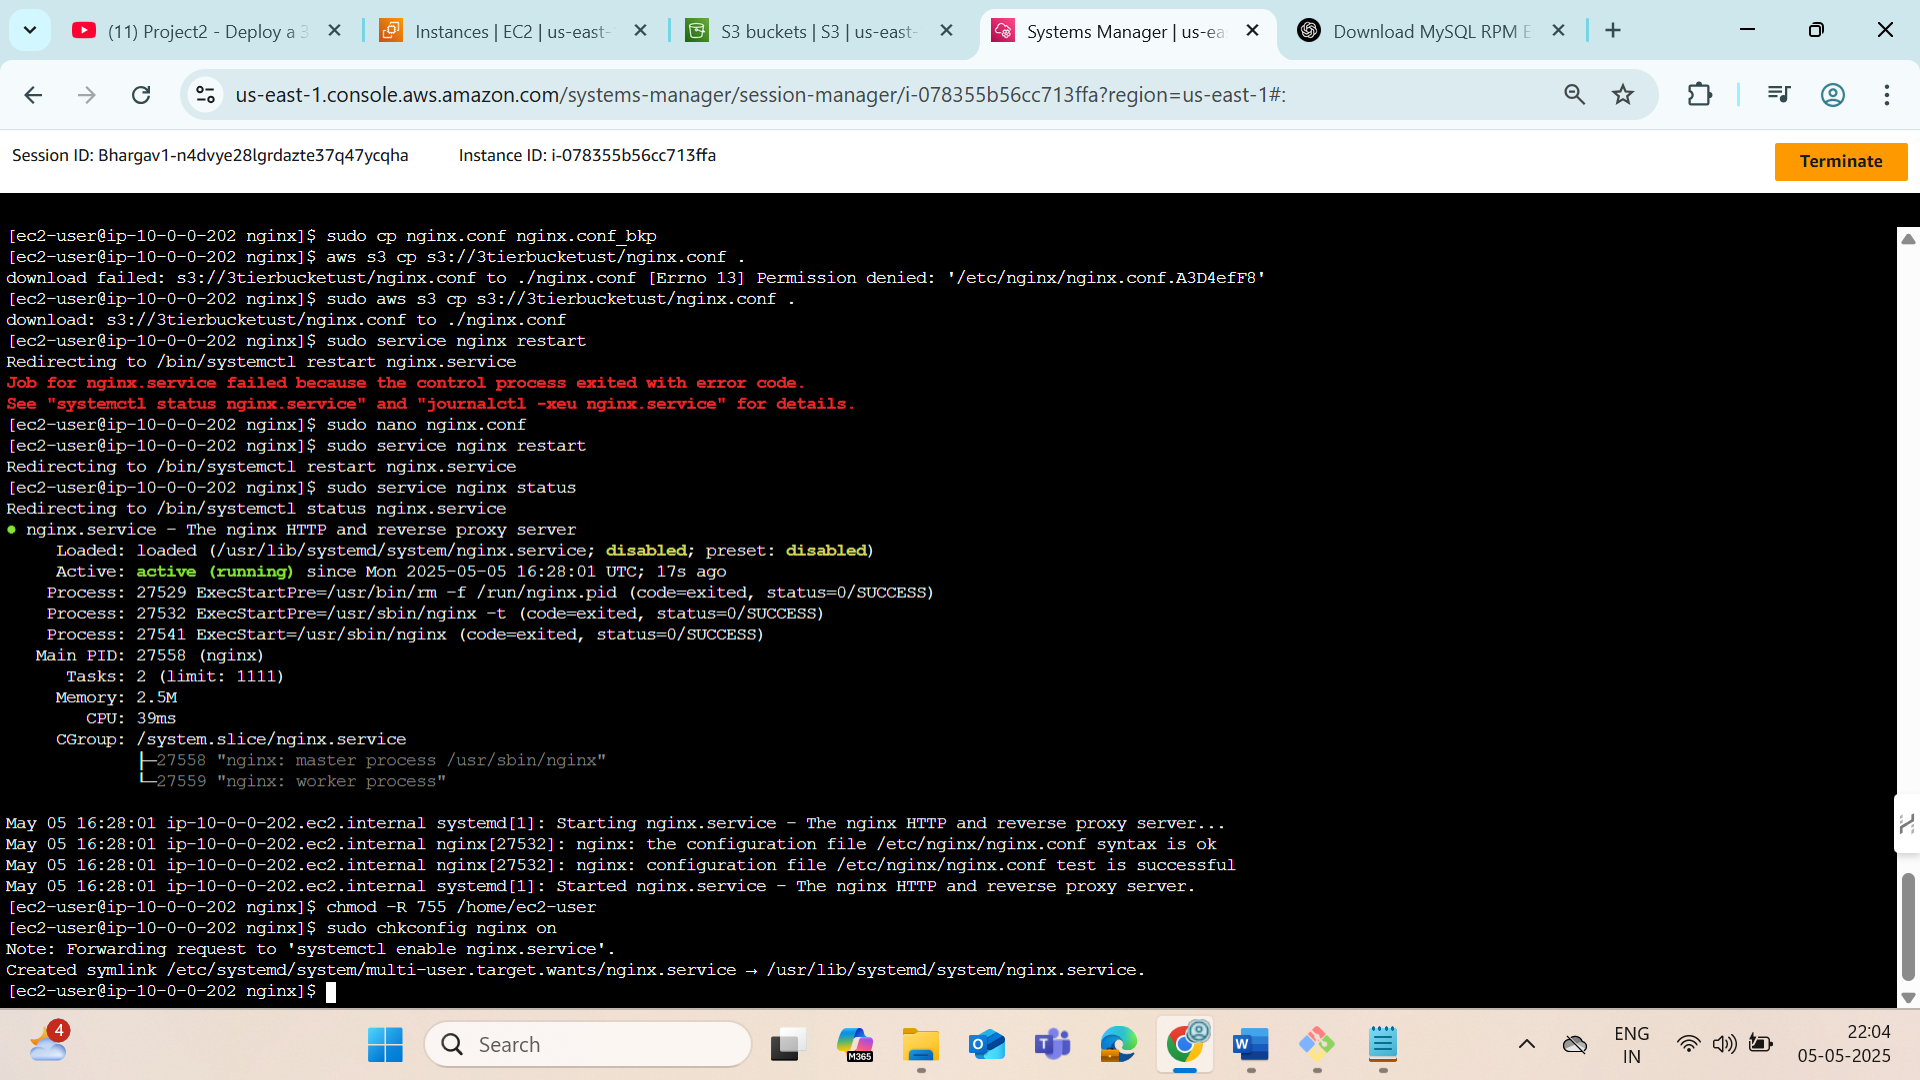 (11) Project2 - Deploy a 3
Instances | EC2 | us-east-
S3 buckets | S3 | us-east-
Systems Manager | us-ea
Download MySQL RPM E
us-east-1.console.aws.amazon.com/systems-manager/session-manager/i-078355b56cc713ffa?region=us-east-1#:
Session ID: Bhargav1-n4dvye28lgrdazte37q47ycqha Instance ID: i-078355b56cc713ffa
Terminate
[ec2-user@ip-10-0-0-202 nginx]$ sudo cp nginx.conf nginx.conf_bkp
[ec2-user@ip-10-0-0-202 nginx]$ aws s3 cp s3://3tierbucketust/nginx.conf .
download failed: s3://3tierbucketust/nginx.conf to ./nginx.conf [Errno 13] Permission denied: '/etc/nginx/nginx.conf.A3D4efF8'
[ec2-user@ip-10-0-0-202 nginx]$ sudo aws s3 cp s3://3tierbucketust/nginx.conf .
download: s3://3tierbucketust/nginx.conf to ./nginx.conf
[ec2-user@ip-10-0-0-202 nginx]$ sudo service nginx restart
Redirecting to /bin/systemctl restart nginx.service
Job for nginx.service failed because the control process exited with error code.
See "systemctl status nginx.service" and "journalctl -xeu nginx.service" for details.
[ec2-user@ip-10-0-0-202 nginx]$ sudo nano nginx.conf
[ec2-user@ip-10-0-0-202 nginx]$ sudo service nginx restart
Redirecting to /bin/systemctl restart nginx.service
[ec2-user@ip-10-0-0-202 nginx]$ sudo service nginx status
Redirecting to /bin/systemctl status nginx.service
● nginx.service - The nginx HTTP and reverse proxy server
Loaded: loaded (/usr/lib/systemd/system/nginx.service; disabled; preset: disabled)
Active: active (running) since Mon 2025-05-05 16:28:01 UTC; 17s ago
Process: 27529 ExecStartPre=/usr/bin/rm -f /run/nginx.pid (code=exited, status=0/SUCCESS)
Process: 27532 ExecStartPre=/usr/sbin/nginx -t (code=exited, status=0/SUCCESS)
Process: 27541 ExecStart=/usr/sbin/nginx (code=exited, status=0/SUCCESS)
Main PID: 27558 (nginx)
Tasks: 2 (limit: 1111)
Memory: 2.5M
CPU: 39ms
CGroup: /system.slice/nginx.service
├─27558 "nginx: master process /usr/sbin/nginx"
└─27559 "nginx: worker process"
May 05 16:28:01 ip-10-0-0-202.ec2.internal systemd[1]: Starting nginx.service - The nginx HTTP and reverse proxy server...
May 05 16:28:01 ip-10-0-0-202.ec2.internal nginx[27532]: nginx: the configuration file /etc/nginx/nginx.conf syntax is ok
May 05 16:28:01 ip-10-0-0-202.ec2.internal nginx[27532]: nginx: configuration file /etc/nginx/nginx.conf test is successful
May 05 16:28:01 ip-10-0-0-202.ec2.internal systemd[1]: Started nginx.service - The nginx HTTP and reverse proxy server.
[ec2-user@ip-10-0-0-202 nginx]$ chmod -R 755 /home/ec2-user
[ec2-user@ip-10-0-0-202 nginx]$ sudo chkconfig nginx on
Note: Forwarding request to 'systemctl enable nginx.service'.
Created symlink /etc/systemd/system/multi-user.target.wants/nginx.service → /usr/lib/systemd/system/nginx.service.
[ec2-user@ip-10-0-0-202 nginx]$
4
Search
M365
ENG
IN
22:04
05-05-2025